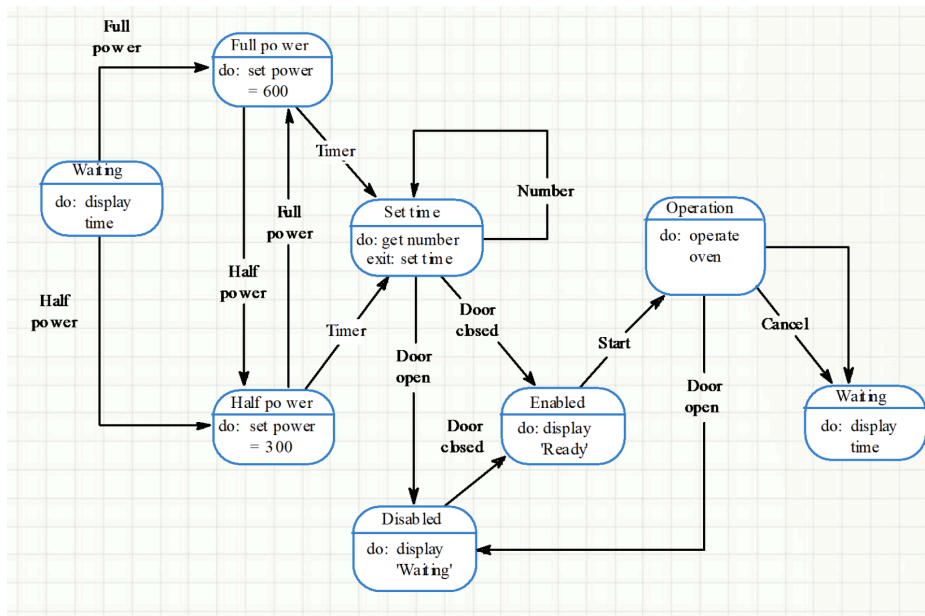 Full
power
Full power
do: set power
= 600
Timer
Waiting
do: display
time
Number
Set time
do: get number
exit: set time
Operation
do: operate
oven
Full
power
Half
power
Half
power
Timer
Door
open
Door
closed
Start
Cancel
Door
open
Half power
do: set power
= 300
Enabled
do: display
'Ready'
Waiting
do: display
time
Door
closed
Disabled
do: display
'Waiting'